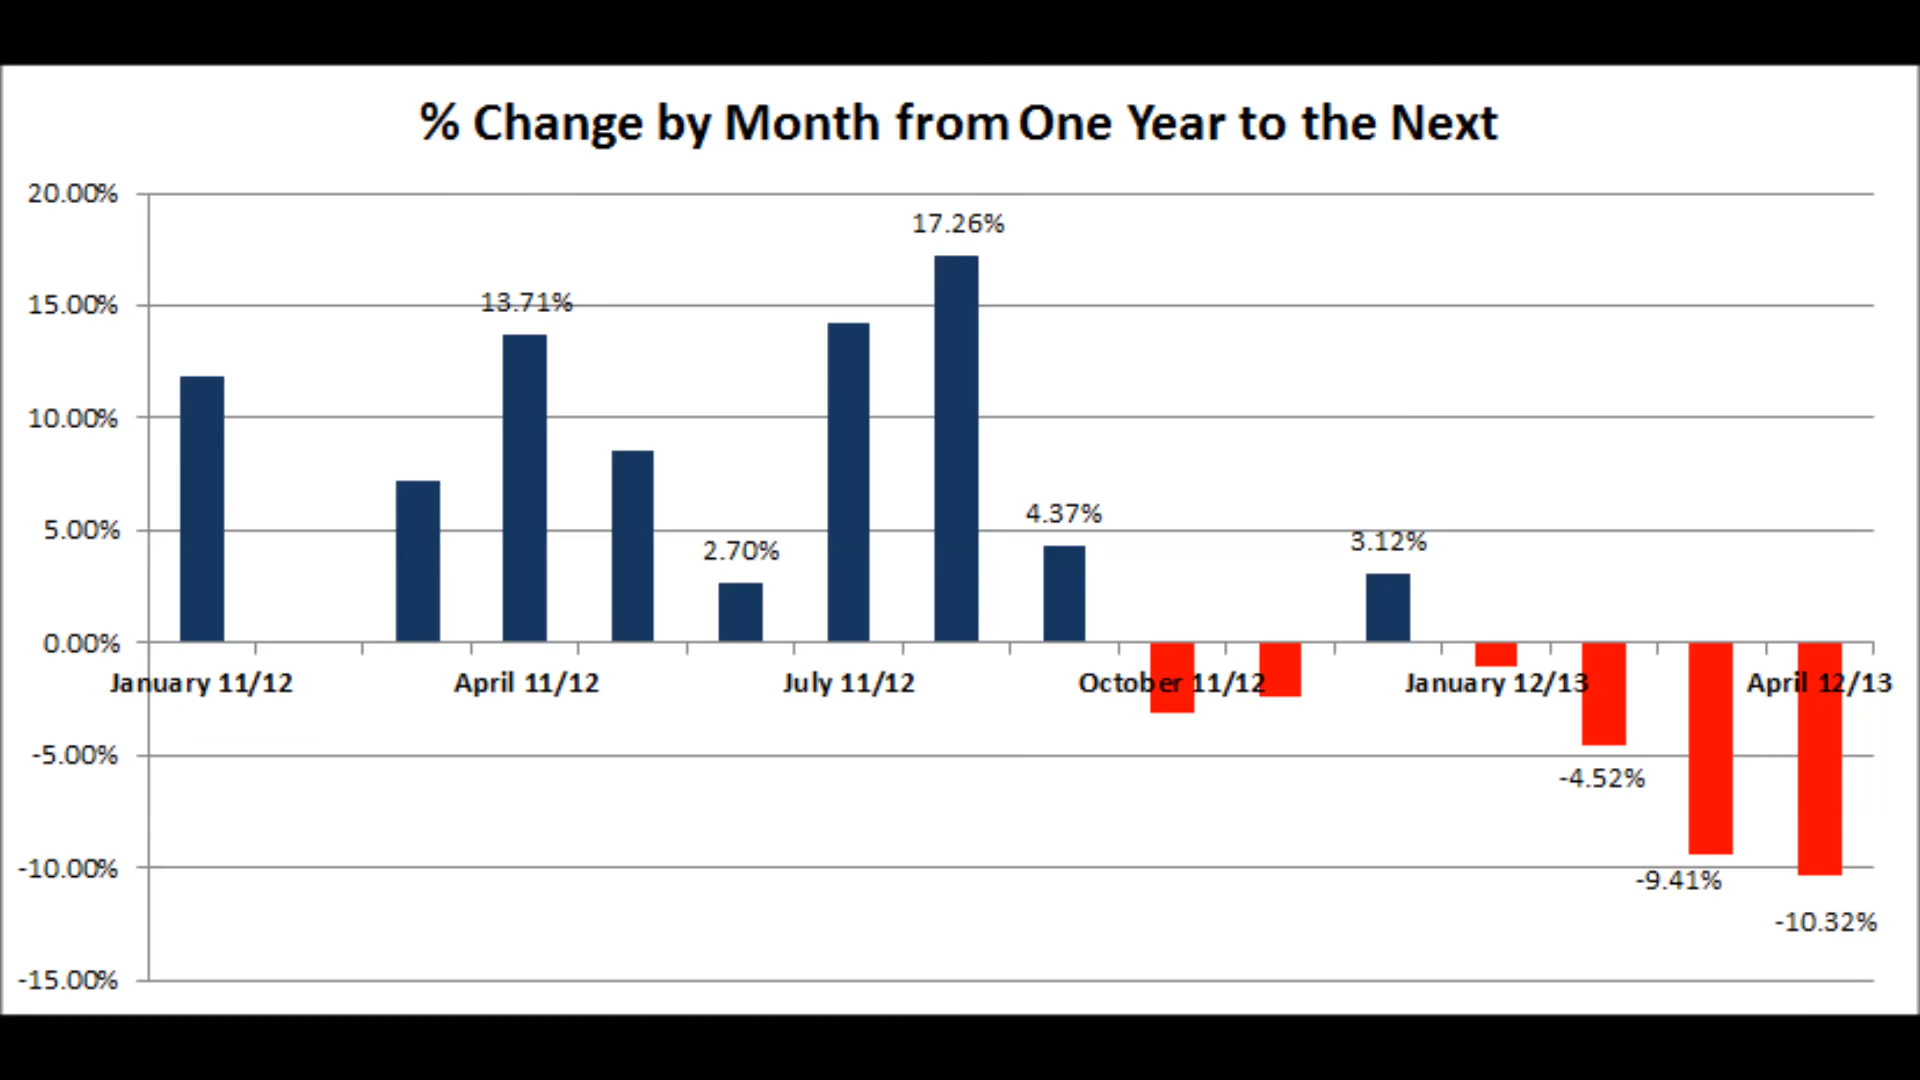 % Change by Month from One Year to the Next
20.00%
17.26%
15.00%
13.71%
10.00%
4.37%
5.00%
3.12%
2.70%
0.00%
January 11/12
April 11/12
July 11/12
October 11/12
January 12/13
April 12/13
-5.00%
-4.52%
-10.00%
-9.41%
-10.32%
-15.00%